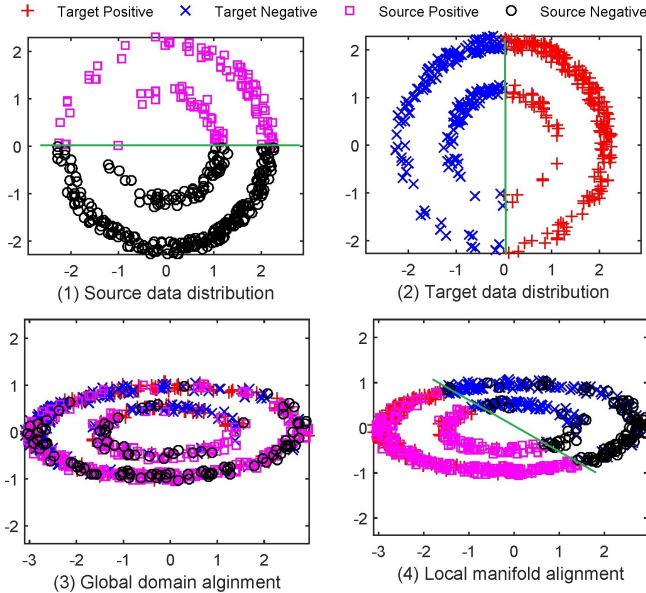 Target Positive Target Negative Source Positive Source Negative
2
1
0
-1
-2
-2 -1 0 1 2
(1) Source data distribution
2
1
0
-1
-2
-2 -1 0 1 2
(2) Target data distribution
2
1
0
-1
-2
-3 -2 -1 0 1 2
(3) Global domain alginment
2
1
0
-1
-2
-3 -2 -1 0 1 2
(4) Local manifold alignment